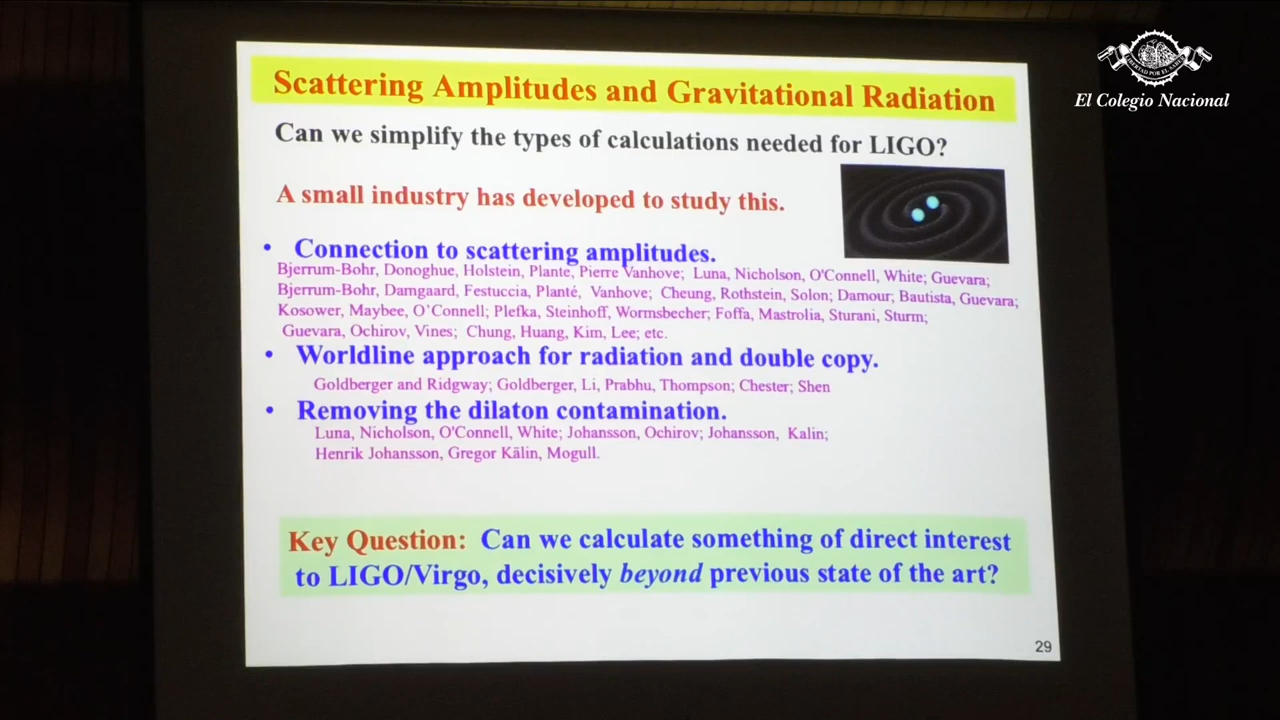 Scattering Amplitudes and Gravitational Radiation
El Colegio Nacional
Can we simplify the types of calculations needed for LIGO?
A small industry has developed to study this.
• Connection to scattering amplitudes.
Bjerrum-Bohr, Donoghue, Holstein, Plante, Pierre Vanhove; Luna, Nicholson, O'Connell, White; Guevara;
Bjerrum-Bohr, Damgaard, Festuccia, Planté, Vanhove; Cheung, Rothstein, Solon; Damour; Bautista, Guevara;
Kosower, Maybee, O'Connell; Plefka, Steinhoff, Wormsbecher; Foffa, Mastrolia, Sturani, Sturm;
Guevara, Ochirov, Vines; Chung, Huang, Kim, Lee; etc.
• Worldline approach for radiation and double copy.
Goldberger and Ridgway; Goldberger, Li, Prabhu, Thompson; Chester; Shen
• Removing the dilaton contamination.
Luna, Nicholson, O'Connell, White; Johansson, Ochirov; Johansson, Kalin;
Henrik Johansson, Gregor Kälin, Mogull.
Key Question: Can we calculate something of direct interest
to LIGO/Virgo, decisively beyond previous state of the art?
29